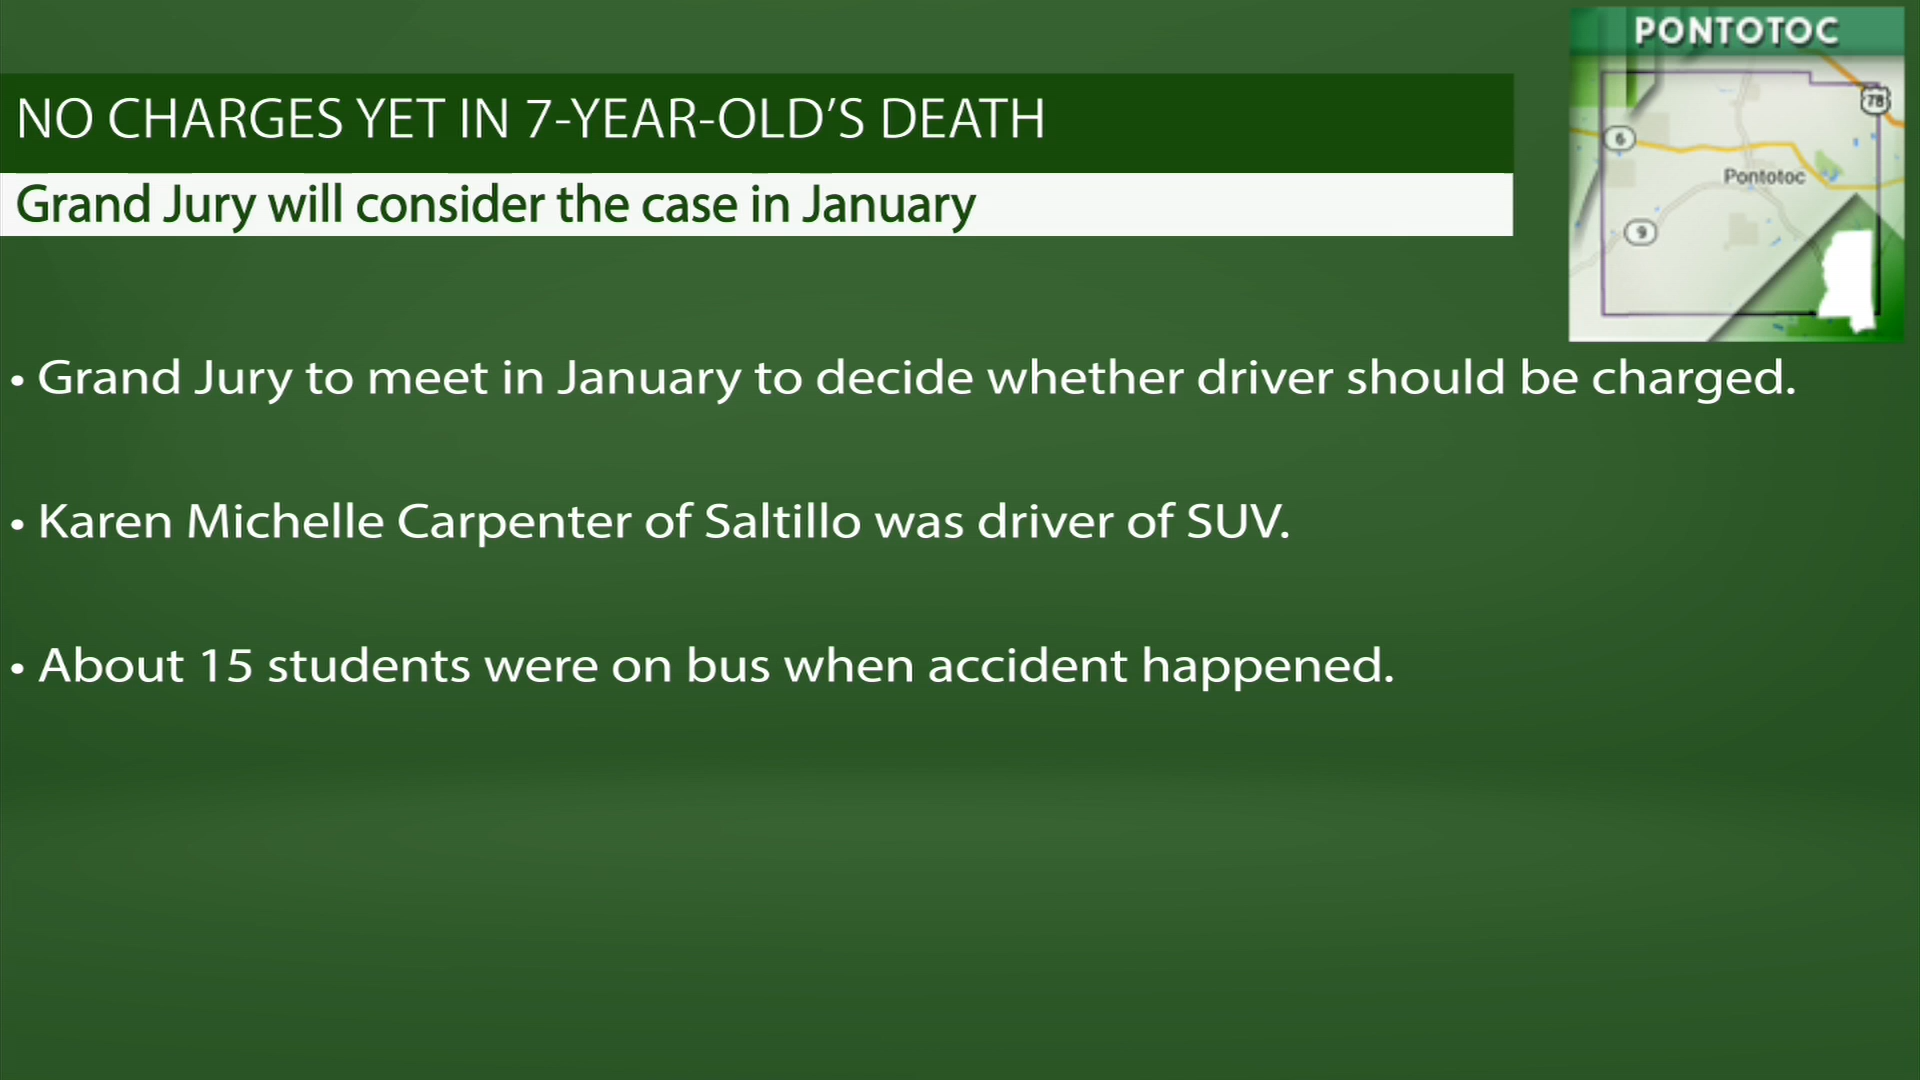 PONTOTOC
NO CHARGES YET IN 7-YEAR-OLD’S DEATH
Grand Jury will consider the case in January
78
6
Pontotoc
9
• Grand Jury to meet in January to decide whether driver should be charged.
• Karen Michelle Carpenter of Saltillo was driver of SUV.
• About 15 students were on bus when accident happened.